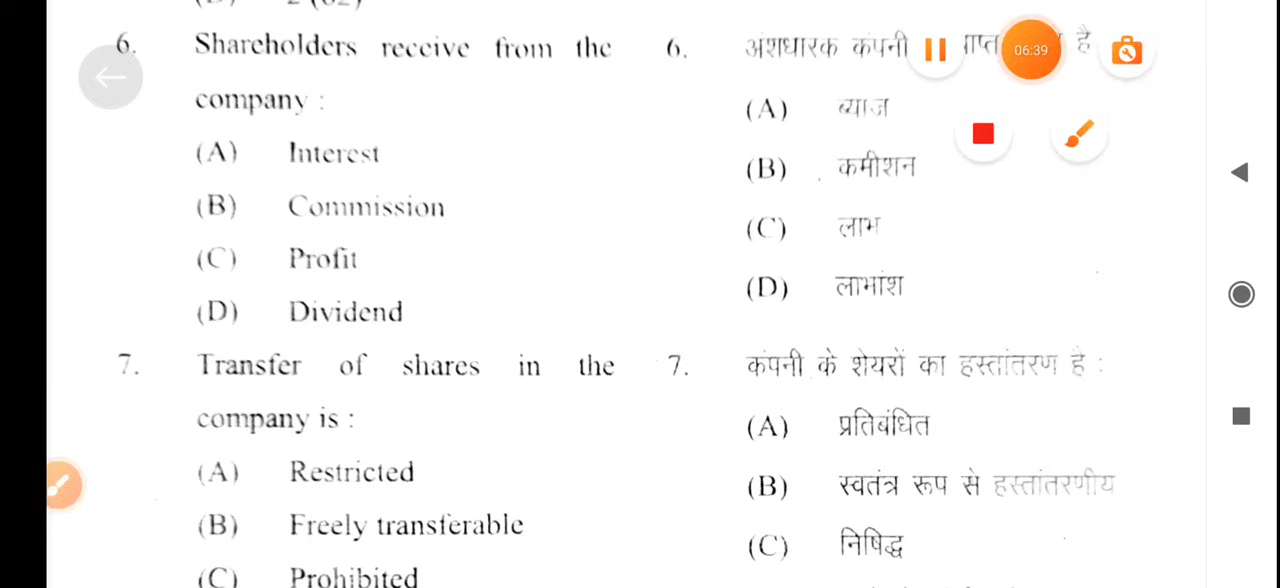 6. Shareholders receive from the
company :
(A) Interest
(B) Commission
(C) Profit
(D) Dividend
7. Transfer of shares in the
company is :
(A) Restricted
(B) Freely transferable
(C) Prohibited
6. अंशधारक कंपनी है
(A) ब्याज
(B) कमीशन
(C) लाभ
(D) लाभांश
7. कंपनी के शेयरों का हस्तांतरण है :
(A) प्रतिबंधित
(B) स्वतंत्र रूप से हस्तांतरणीय
(C) निषिद्ध
06:39